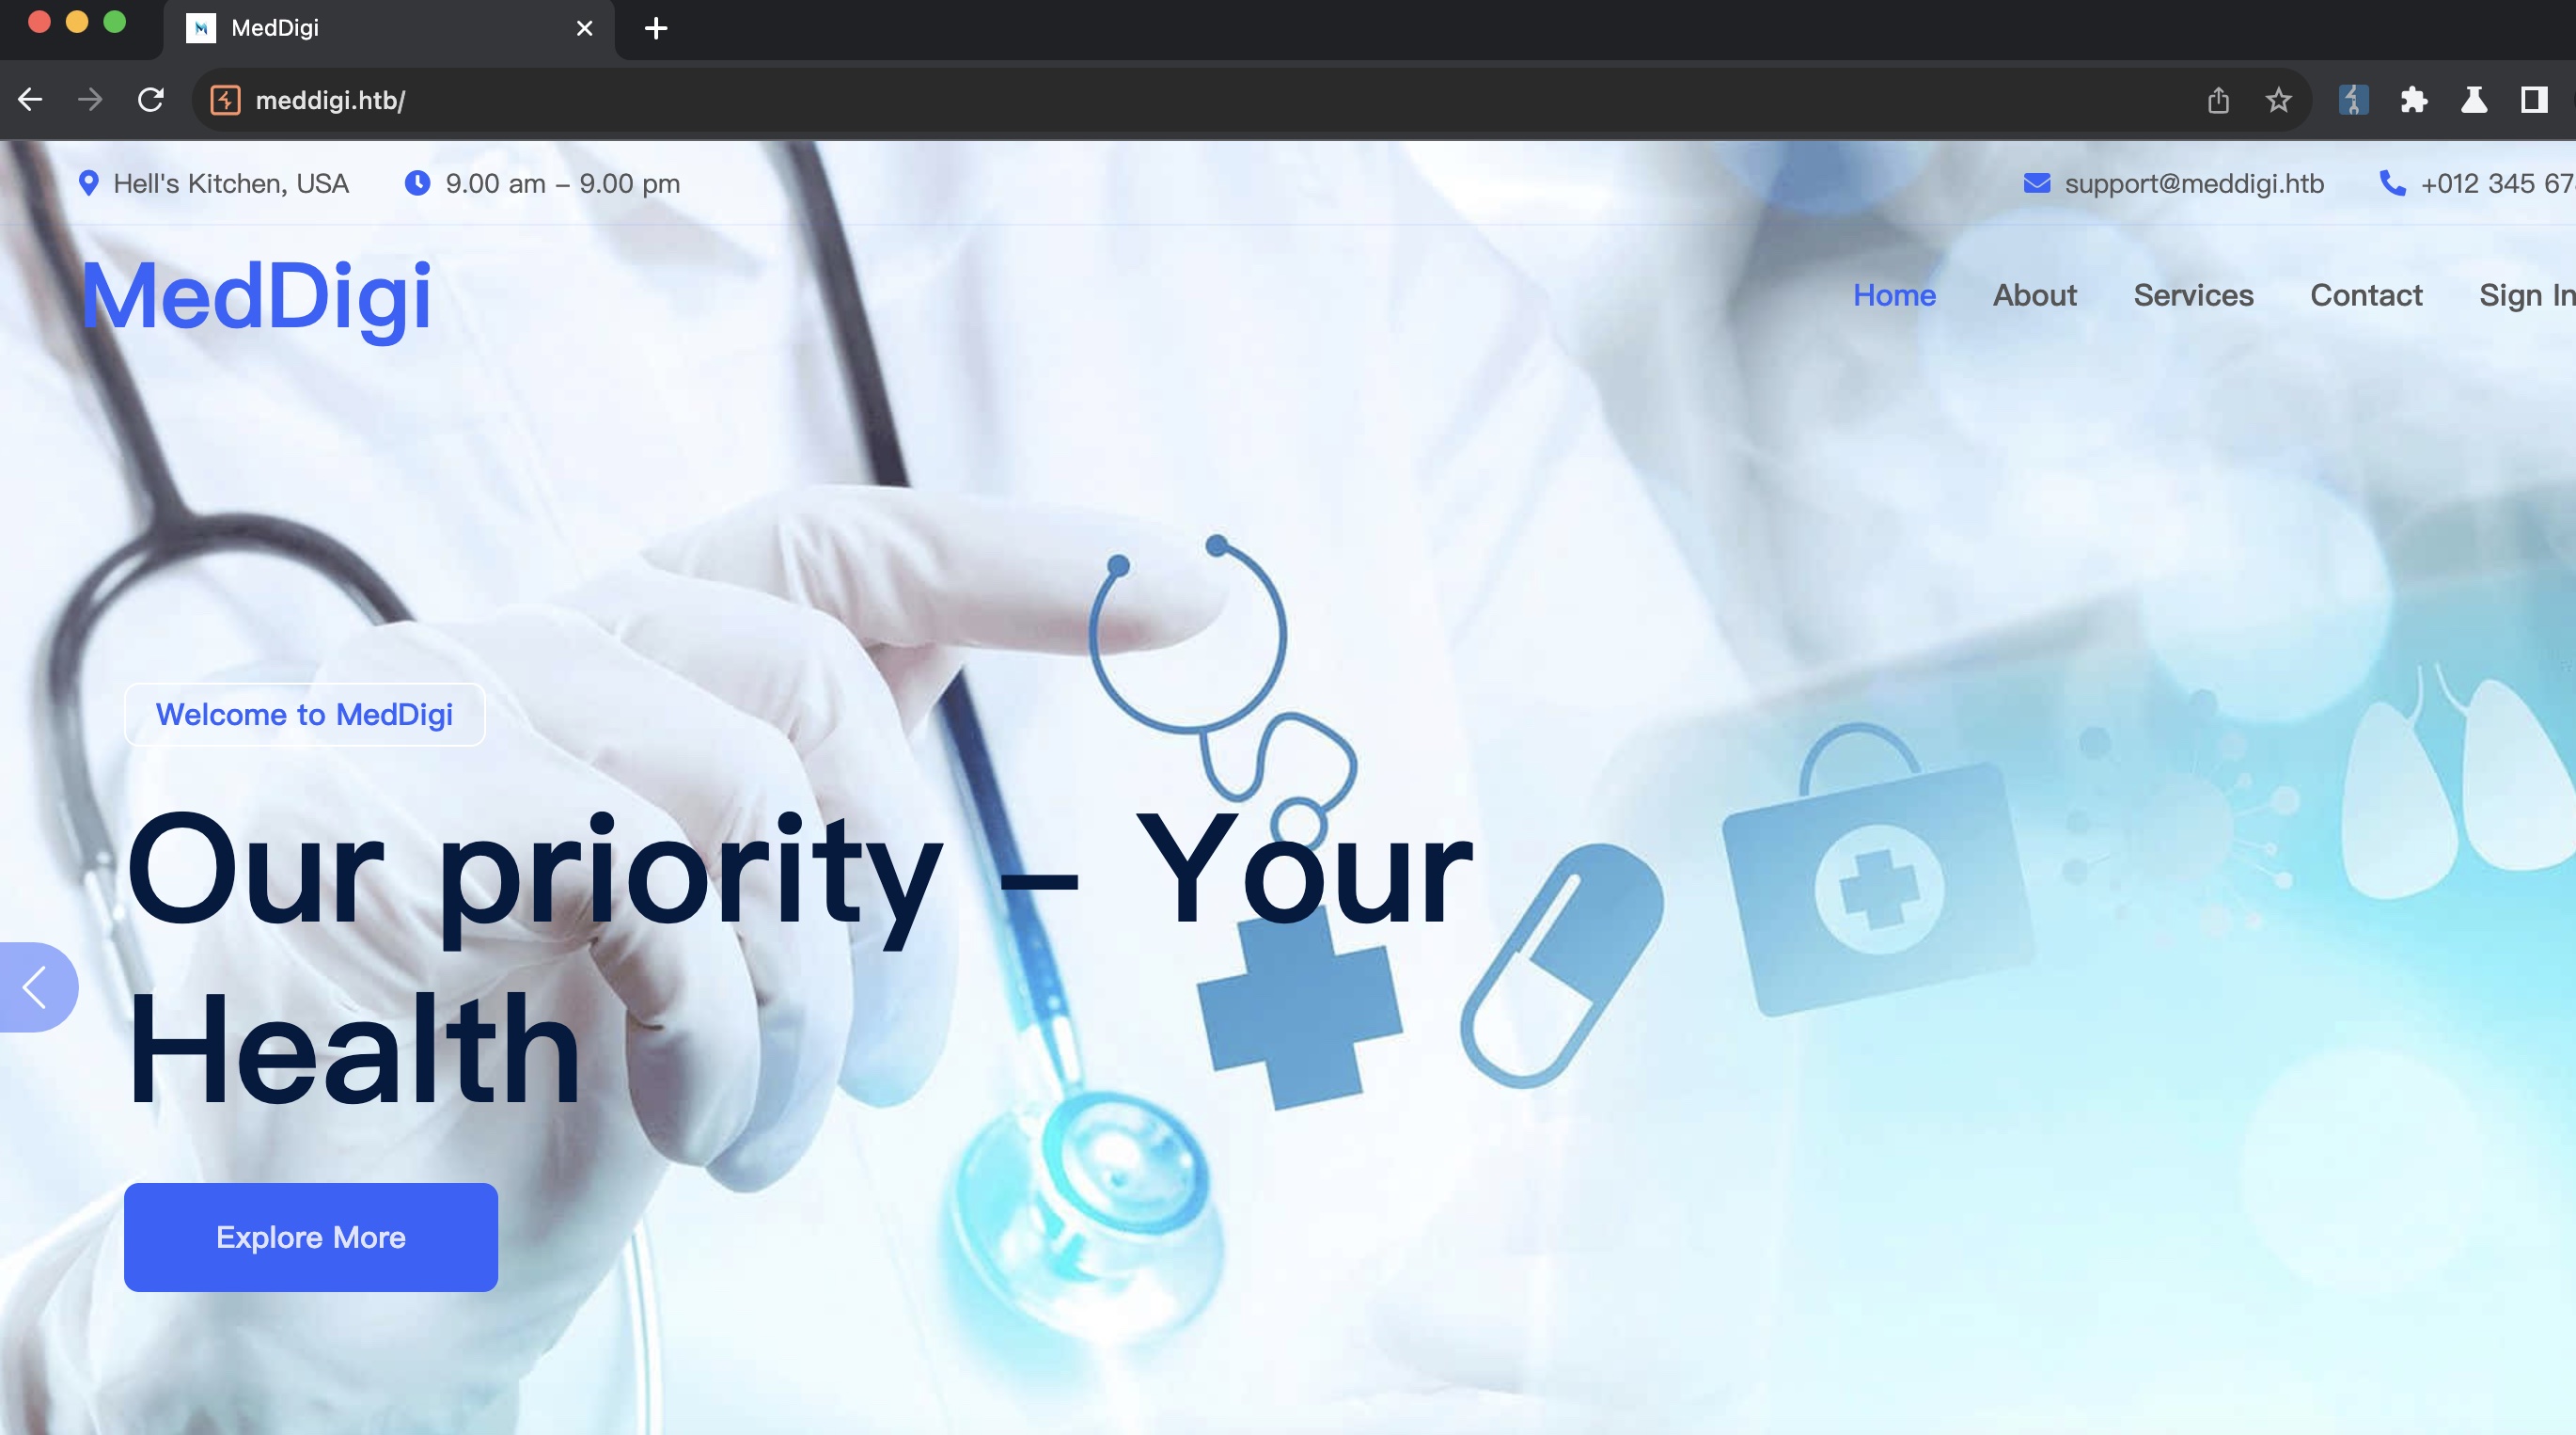 MedDigi
meddigi.htb/
Hell's Kitchen, USA 9.00 am – 9.00 pm support@meddigi.htb +012 345 67
MedDigi Home About Services Contact Sign In
Welcome to MedDigi
Our priority – Your
Health
Explore More